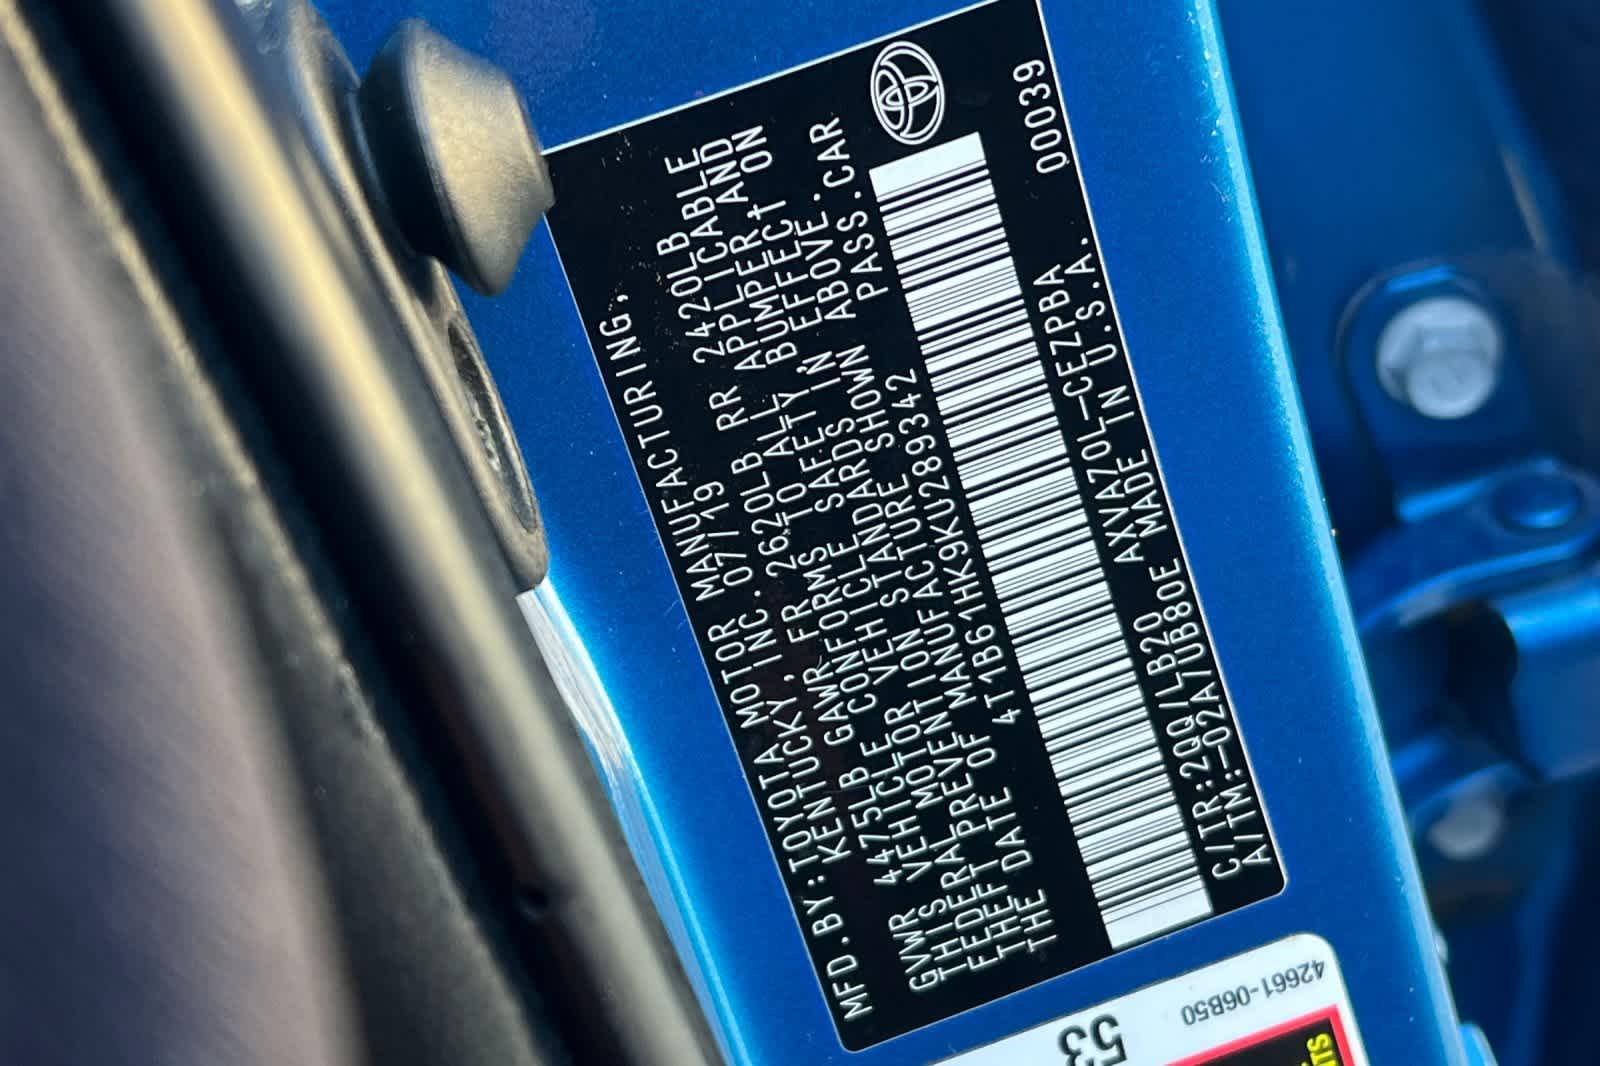 MFD.BY:TOYOTA MOTOR MANUFACTURING,
KENTUCKY, INC. 07/19
GVWR 4475LB GAWR FR 2620LB RR 2420LB
THIS VEHICLE CONFORMS TO ALL APPLICABLE
FEDERAL MOTOR VEHICLE SAFETY, BUMPER, AND
THEFT PREVENTION STANDARDS IN EFFECT ON
THE DATE OF MANUFACTURE SHOWN ABOVE.
4T1B61HK9KU289342 PASS.CAR
C/TR:2QQ/LB20 AXVA70L-CEZPBA 00039
A/TM:-02A/UB80E MADE IN U.S.A.
42661-06B50
53